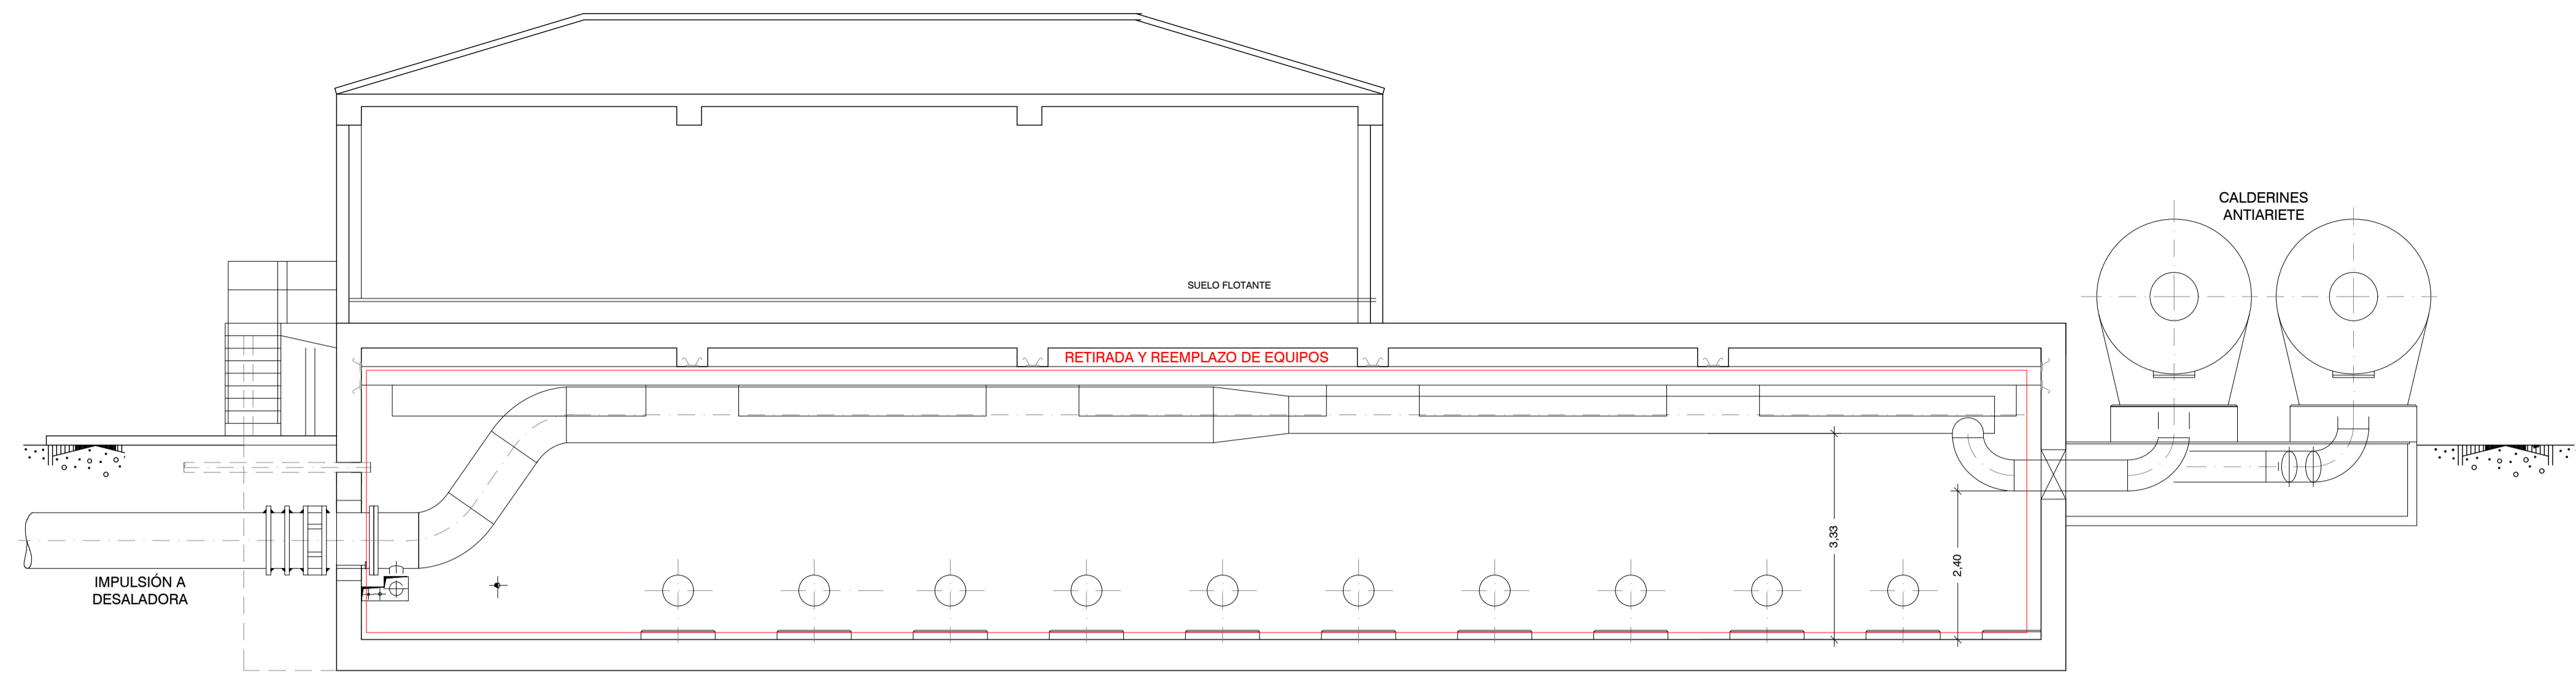 CALDERINES
ANTIARIETE
SUELO FLOTANTE
RETIRADA Y REEMPLAZO DE EQUIPOS
3,33
2,40
IMPULSIÓN A
DESALADORA